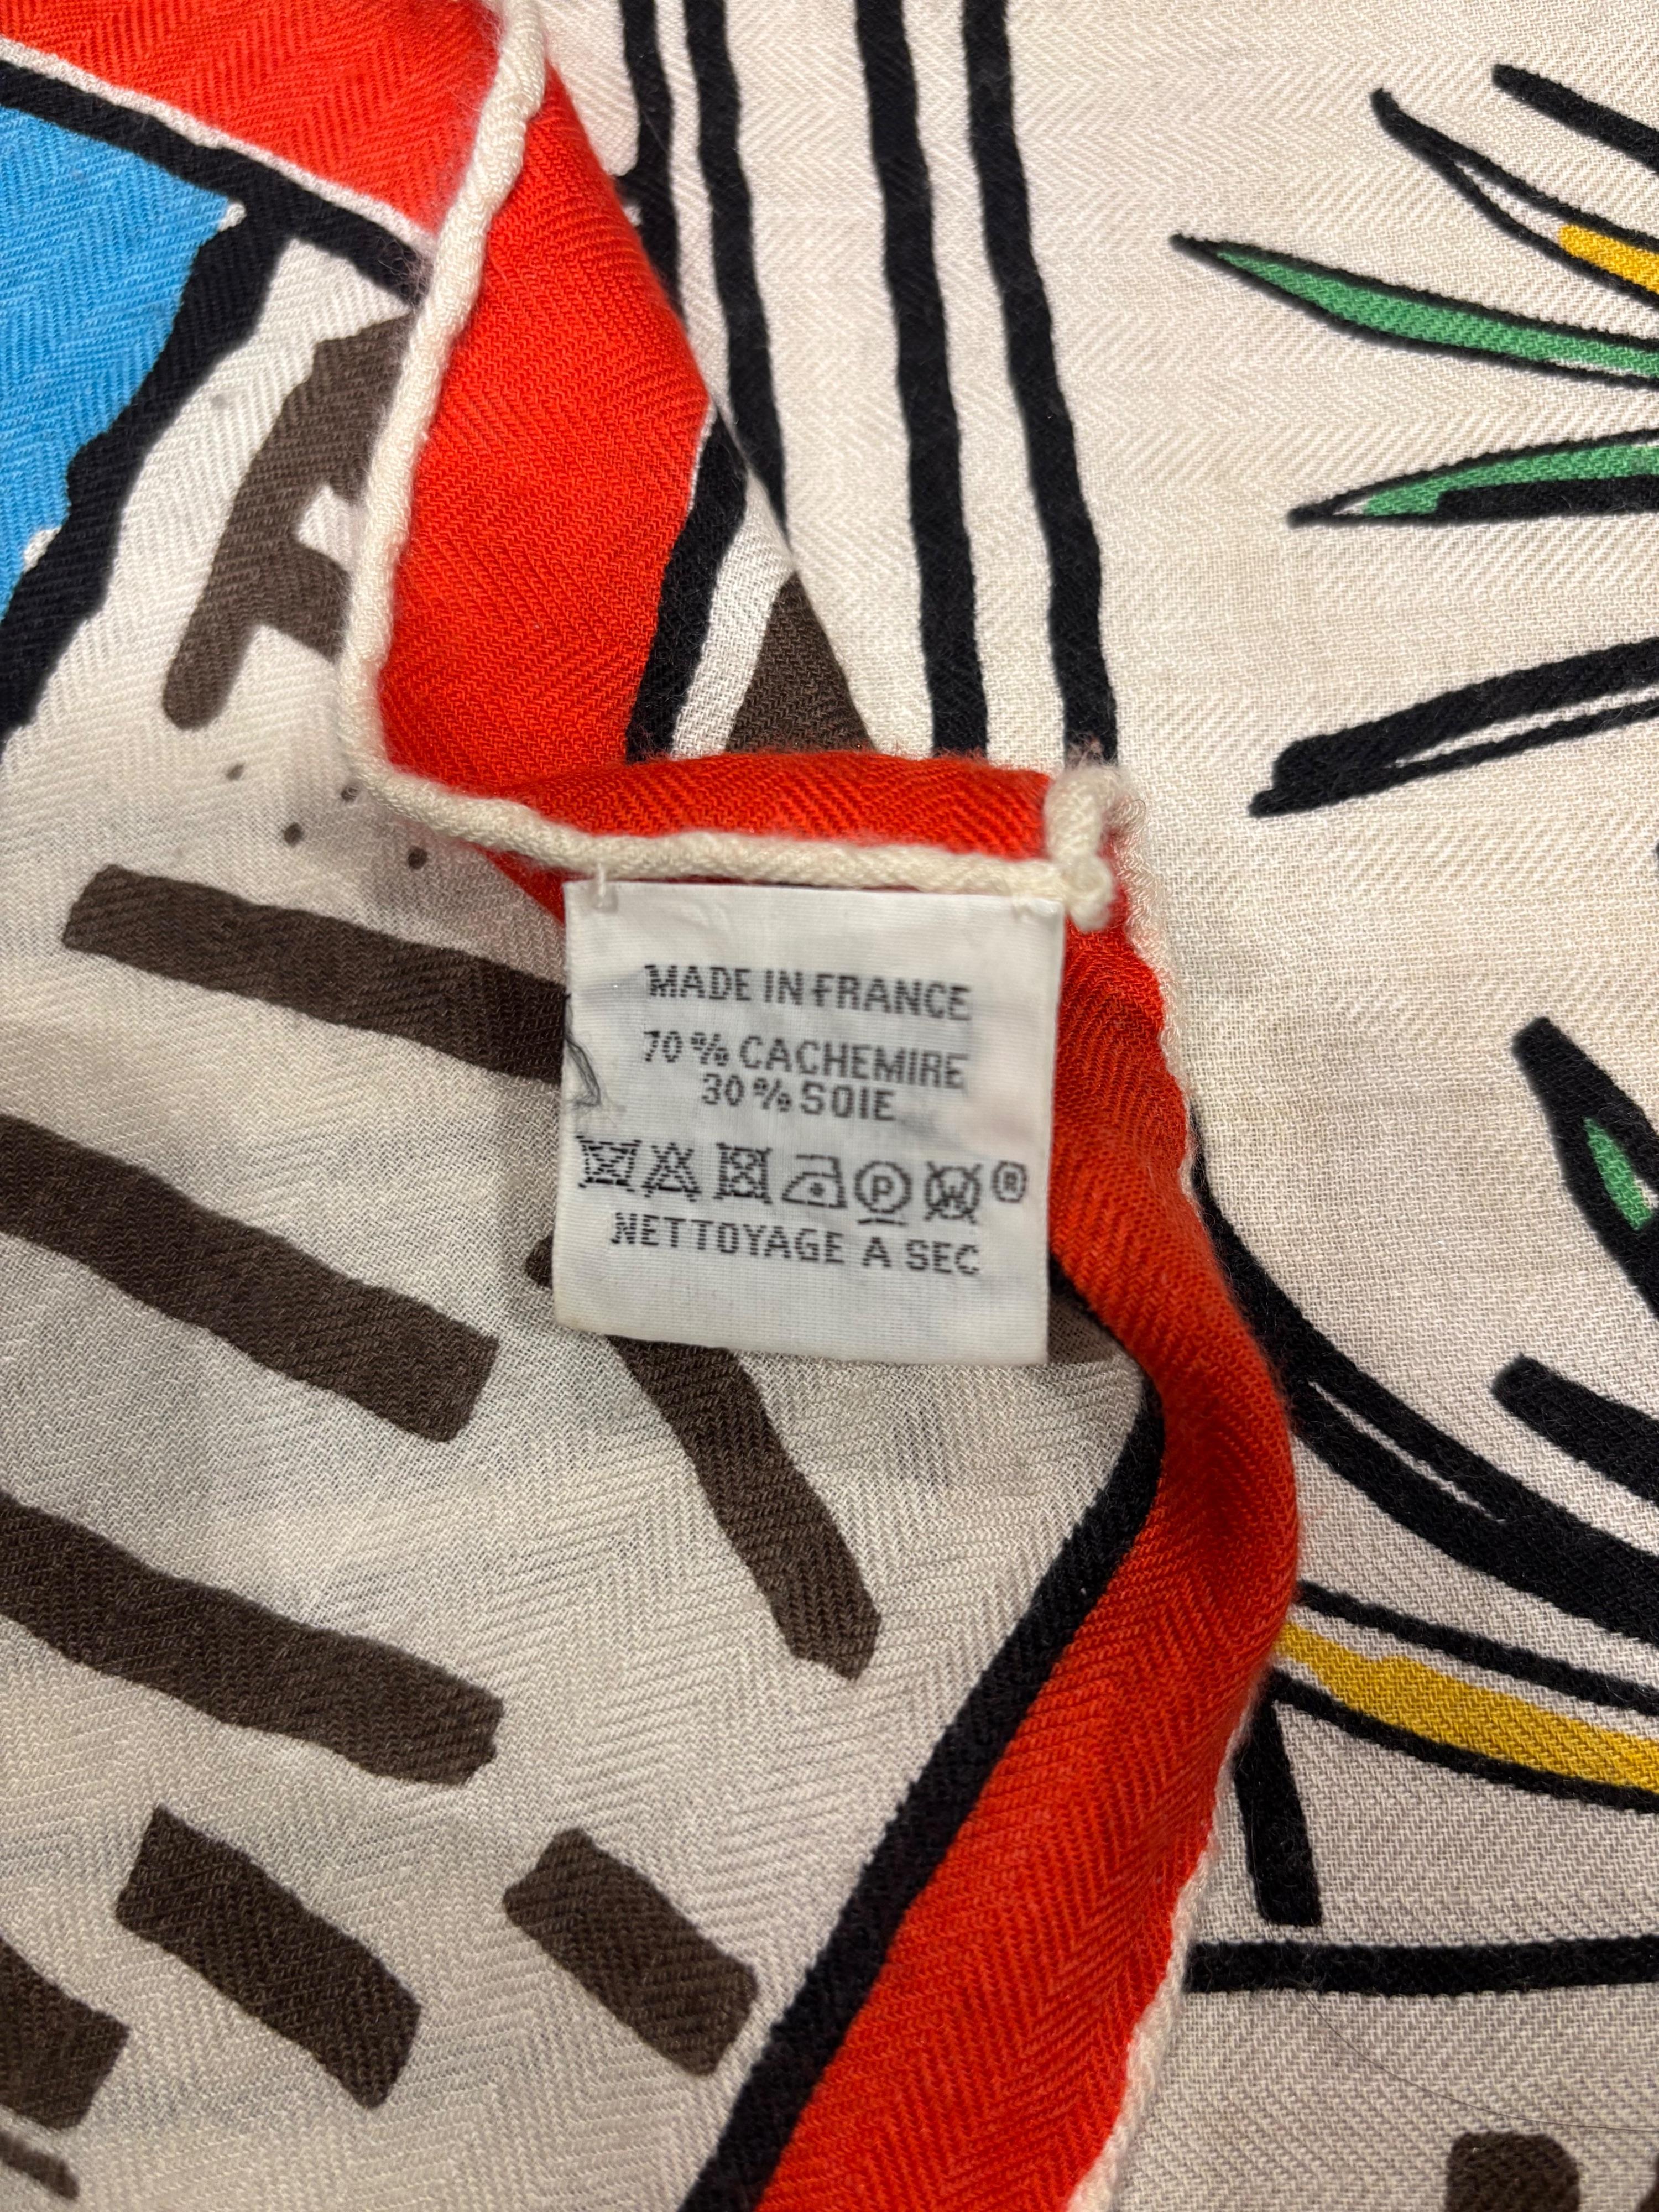 MADE IN FRANCE
70% CACHEMIRE
30% SOIE
P W ®
NETTOYAGE A SEC